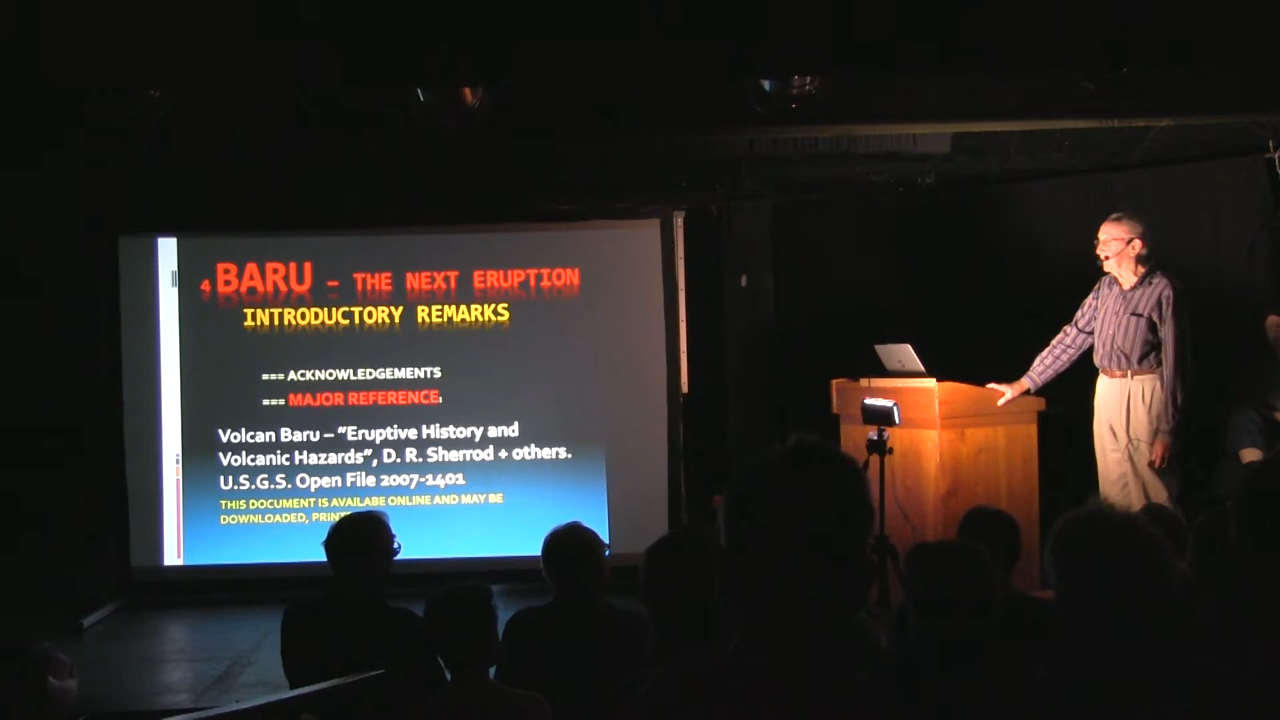 4 BARU – THE NEXT ERUPTION
INTRODUCTORY REMARKS
=== ACKNOWLEDGEMENTS
=== MAJOR REFERENCE:
Volcan Baru – "Eruptive History and
Volcanic Hazards", D. R. Sherrod + others.
U.S.G.S. Open File 2007-1401
THIS DOCUMENT IS AVAILABE ONLINE AND MAY BE
DOWNLOADED,